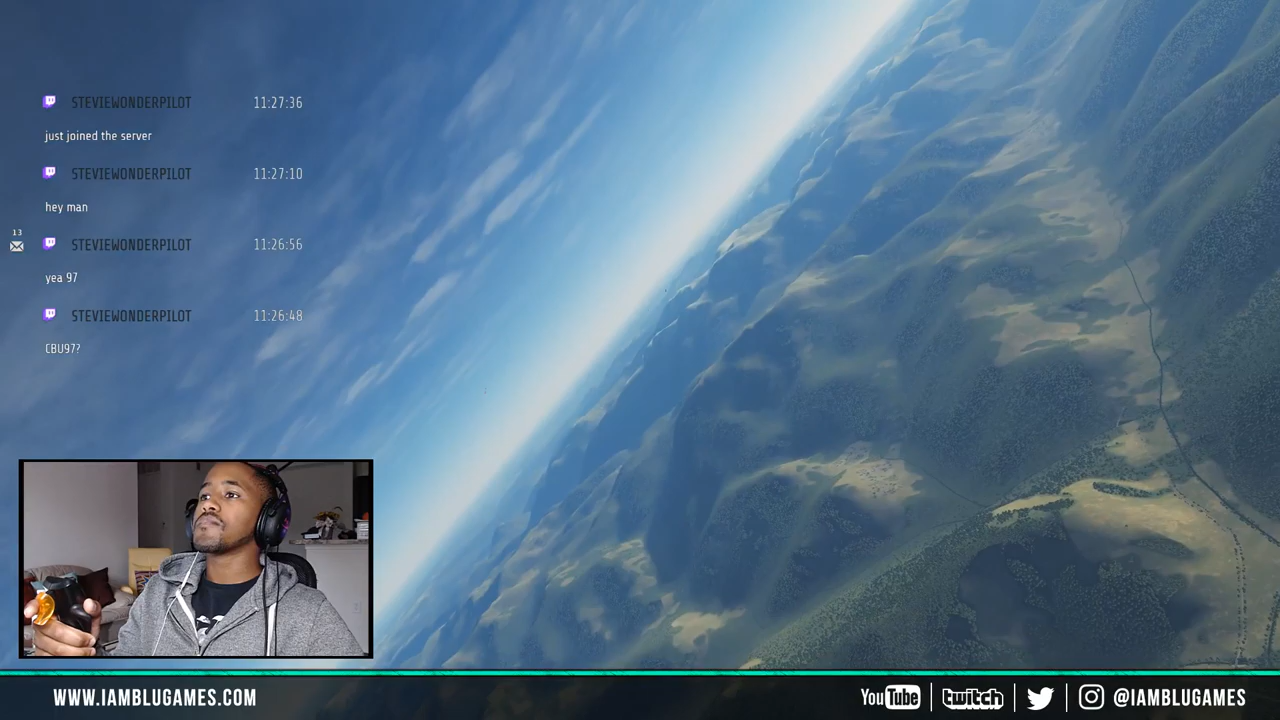 STEVIEWONDERPILOT 11:27:36
just joined the server
STEVIEWONDERPILOT 11:27:10
hey man
13
STEVIEWONDERPILOT 11:26:56
yea 97
STEVIEWONDERPILOT 11:26:48
CBU97?
WWW.IAMBLUGAMES.COM YouTube twitch @IAMBLUGAMES